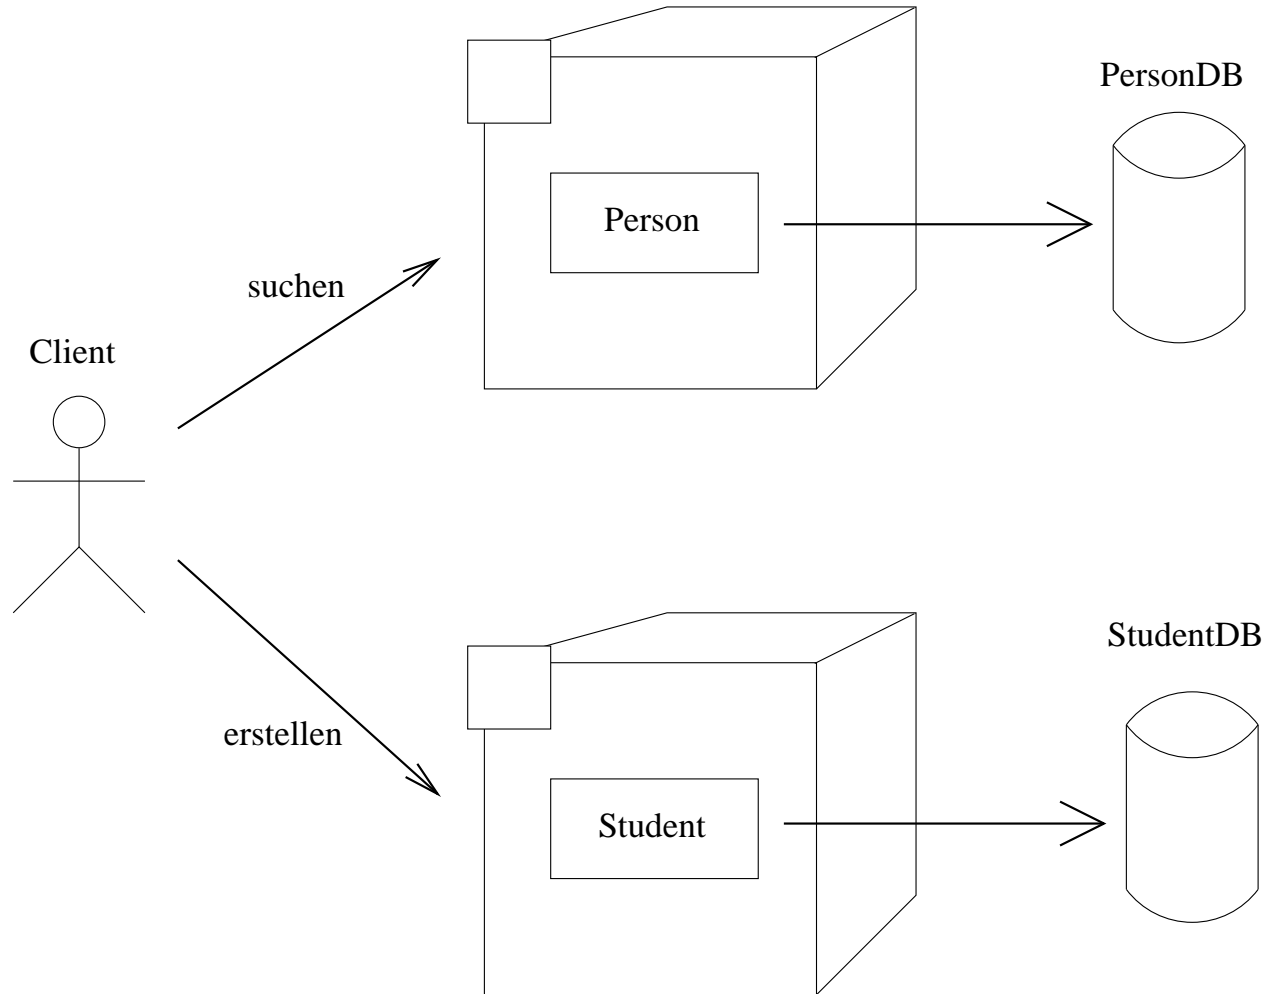 PersonDB
Person
suchen
Client
StudentDB
erstellen
Student